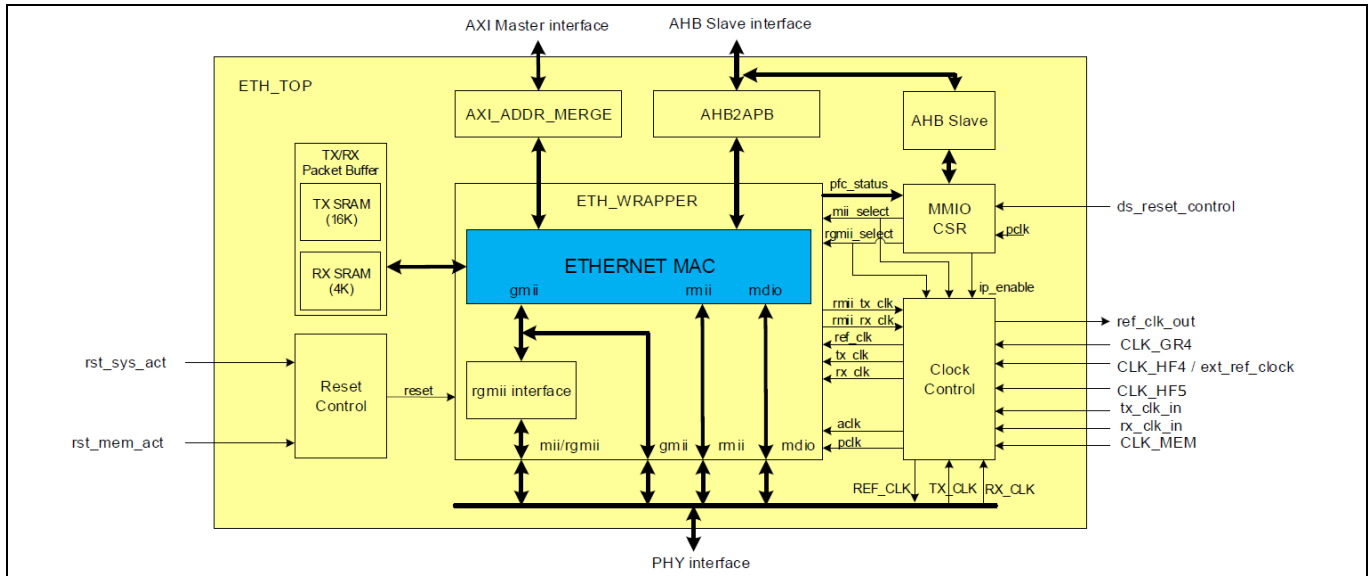 AXI Master interface
AHB Slave interface
ETH_TOP
AXI_ADDR_MERGE
AHB2APB
AHB Slave
TX/RX
Packet Buffer
TX SRAM
(16K)
RX SRAM
(4K)
ETH_WRAPPER
pfc_status
MMIO
CSR
mii_select
rgmii_select
pclk
ds_reset_control
ETHERNET MAC
gmii
rmii
mdio
ip_enable
rmii_tx_clk
rmii_rx_clk
ref_clk
tx_clk
rx_clk
aclk
pclk
Clock
Control
ref_clk_out
CLK_GR4
CLK_HF4 / ext_ref_clock
CLK_HF5
tx_clk_in
rx_clk_in
CLK_MEM
rst_sys_act
rst_mem_act
Reset
Control
reset
rgmii interface
mii/rgmii
gmii
rmii
mdio
REF_CLK
TX_CLK
RX_CLK
PHY interface